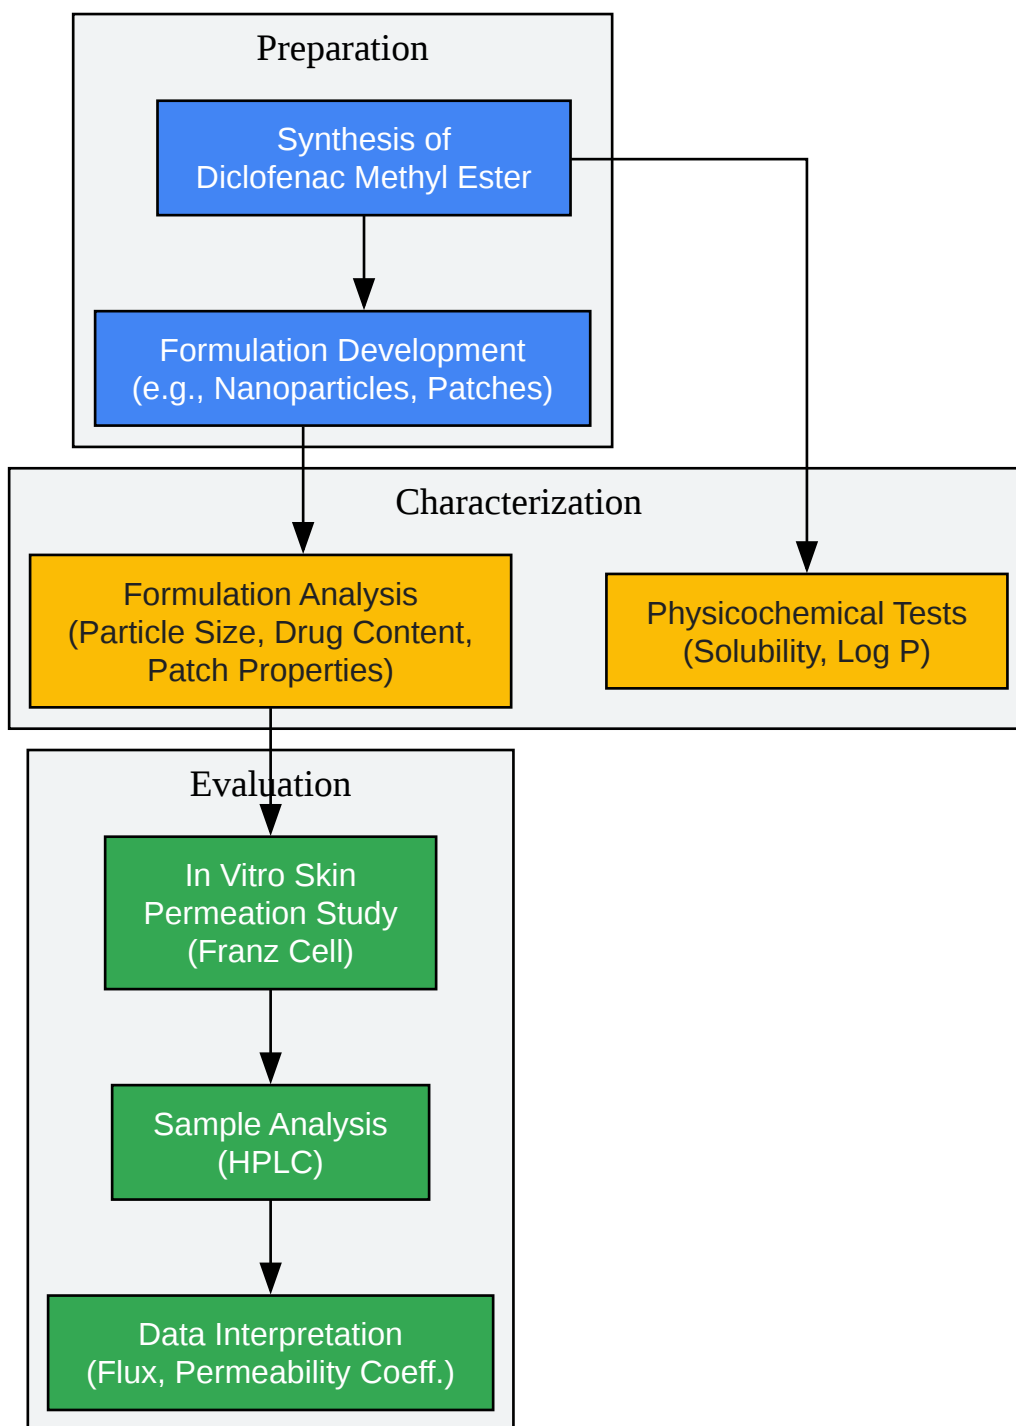 Preparation
Synthesis of
Diclofenac Methyl Ester
Formulation Development
(e.g., Nanoparticles, Patches)
Characterization
Formulation Analysis
(Particle Size, Drug Content,
Patch Properties)
Physicochemical Tests
(Solubility, Log P)
Evaluation
In Vitro Skin
Permeation Study
(Franz Cell)
Sample Analysis
(HPLC)
Data Interpretation
(Flux, Permeability Coeff.)